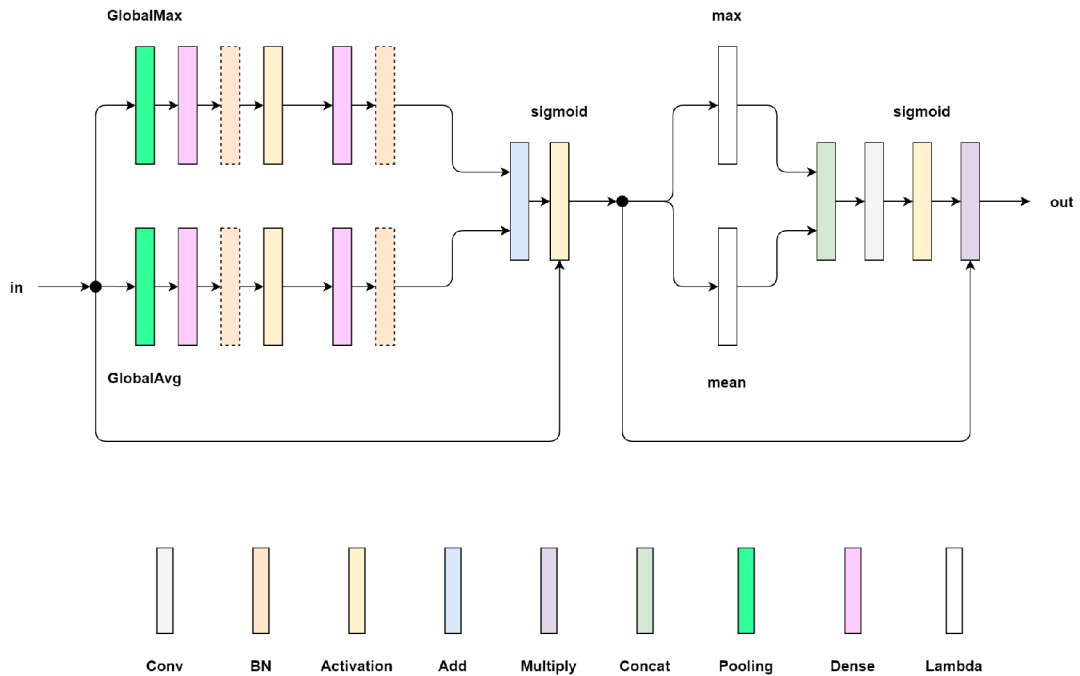 GlobalMax
max
sigmoid
sigmoid
out
in
GlobalAvg
mean
Conv
BN
Activation
Add
Multiply
Concat
Pooling
Dense
Lambda